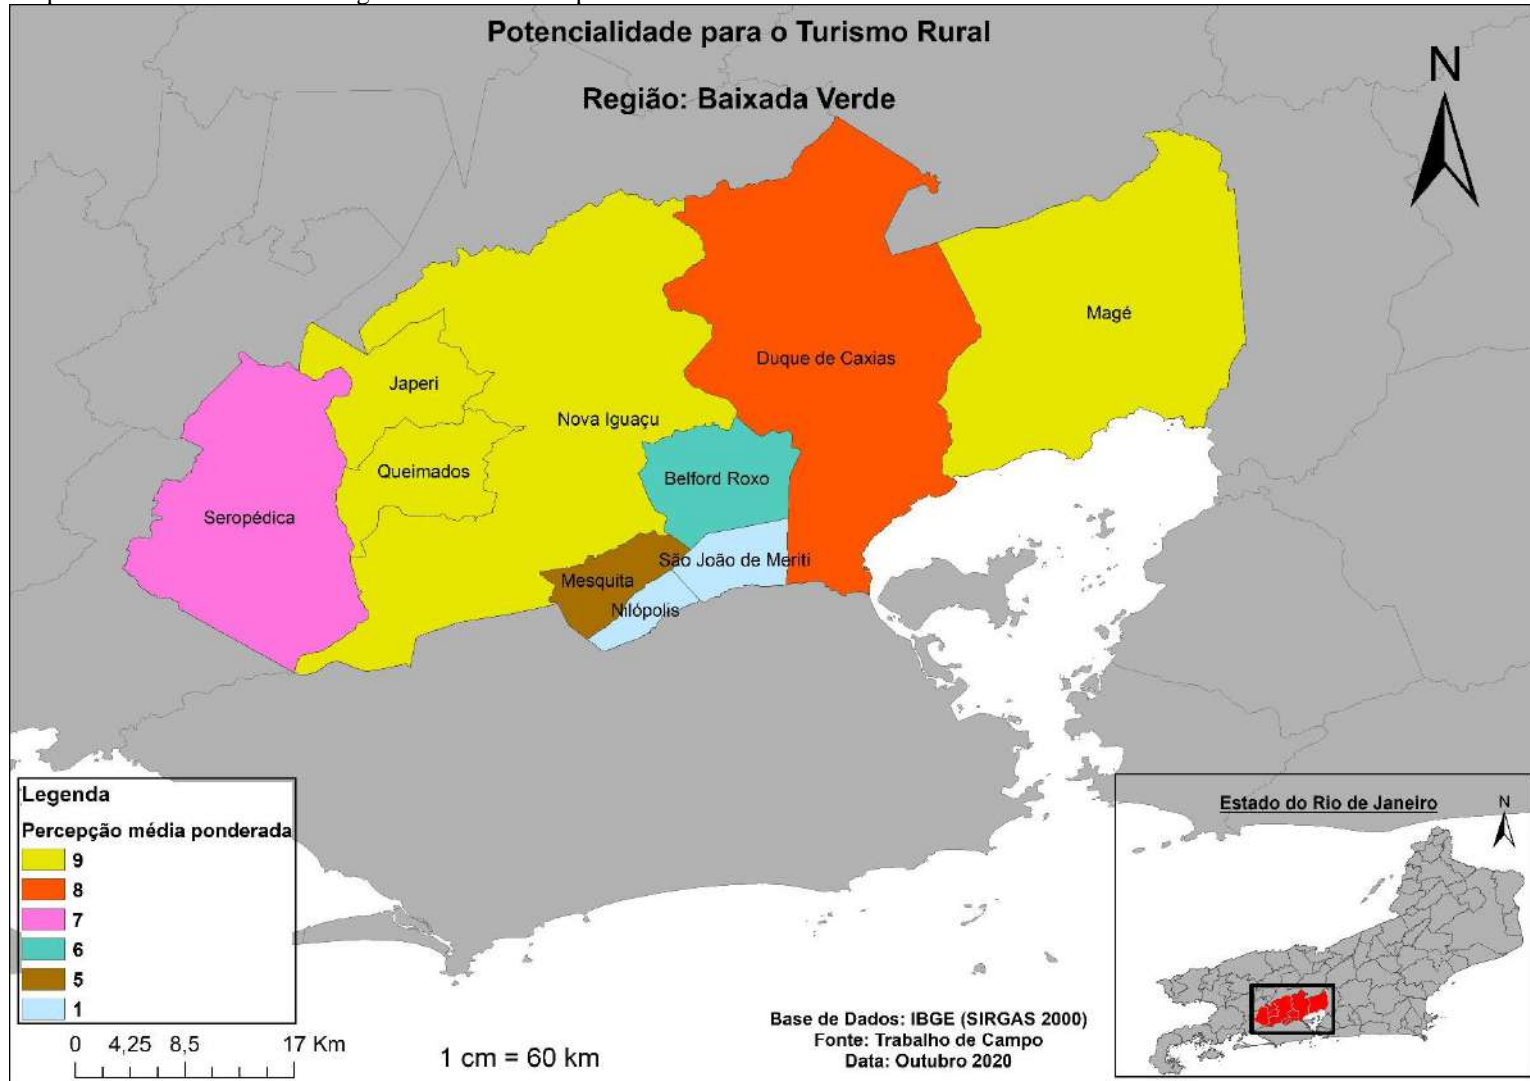 Potencialidade para o Turismo Rural
Região: Baixada Verde
N
Magé
Duque de Caxias
Japeri
Nova Iguaçu
Queimados
Belford Roxo
Seropédica
São João de Meriti
Mesquita
Nilópolis
Legenda
Percepção média ponderada
9
8
7
6
5
1
0 4,25 8,5 17 Km
1 cm = 60 km
Base de Dados: IBGE (SIRGAS 2000)
Fonte: Trabalho de Campo
Data: Outubro 2020
Estado do Rio de Janeiro
N